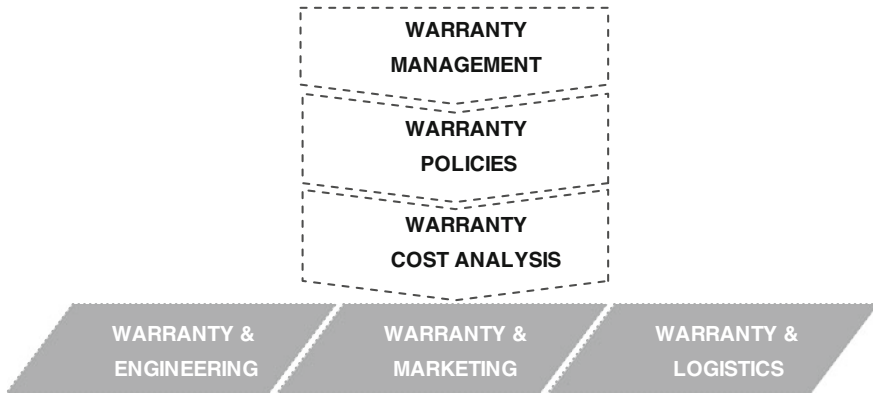 WARRANTY
MANAGEMENT
WARRANTY
POLICIES
WARRANTY
COST ANALYSIS
WARRANTY &
ENGINEERING
WARRANTY &
MARKETING
WARRANTY &
LOGISTICS